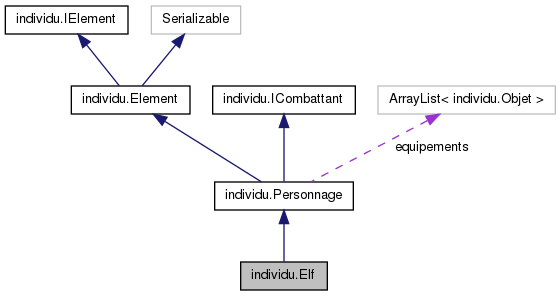 individu.IElement
Serializable
individu.Element
individu.ICombattant
ArrayList< individu.Objet >
equipements
individu.Personnage
individu.Elf